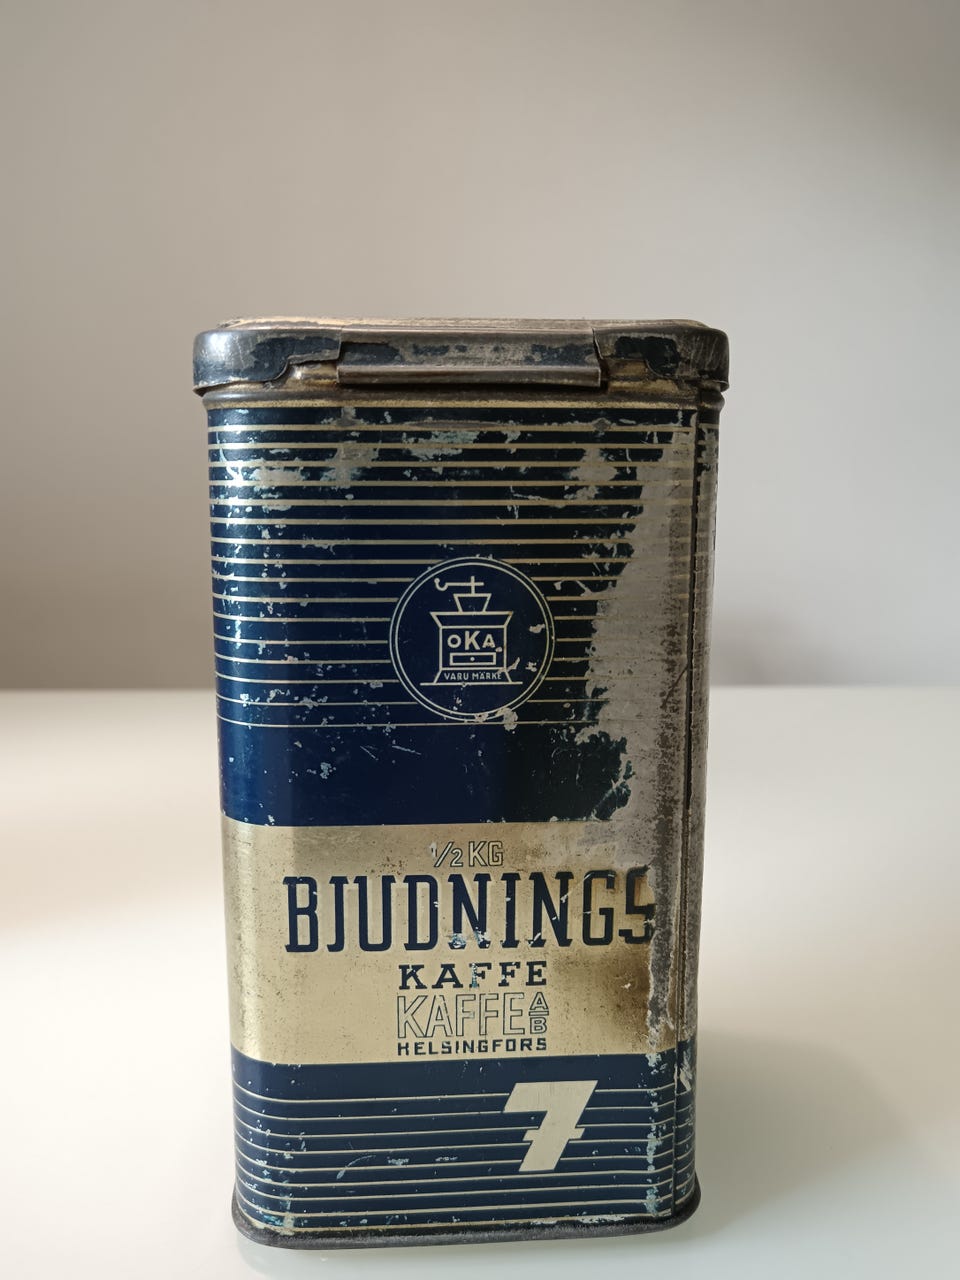 OKA
VARU MÄRKE
1/2 KG
BJUDNINGS
KAFFE
KAFFE AB
HELSINGFORS
7